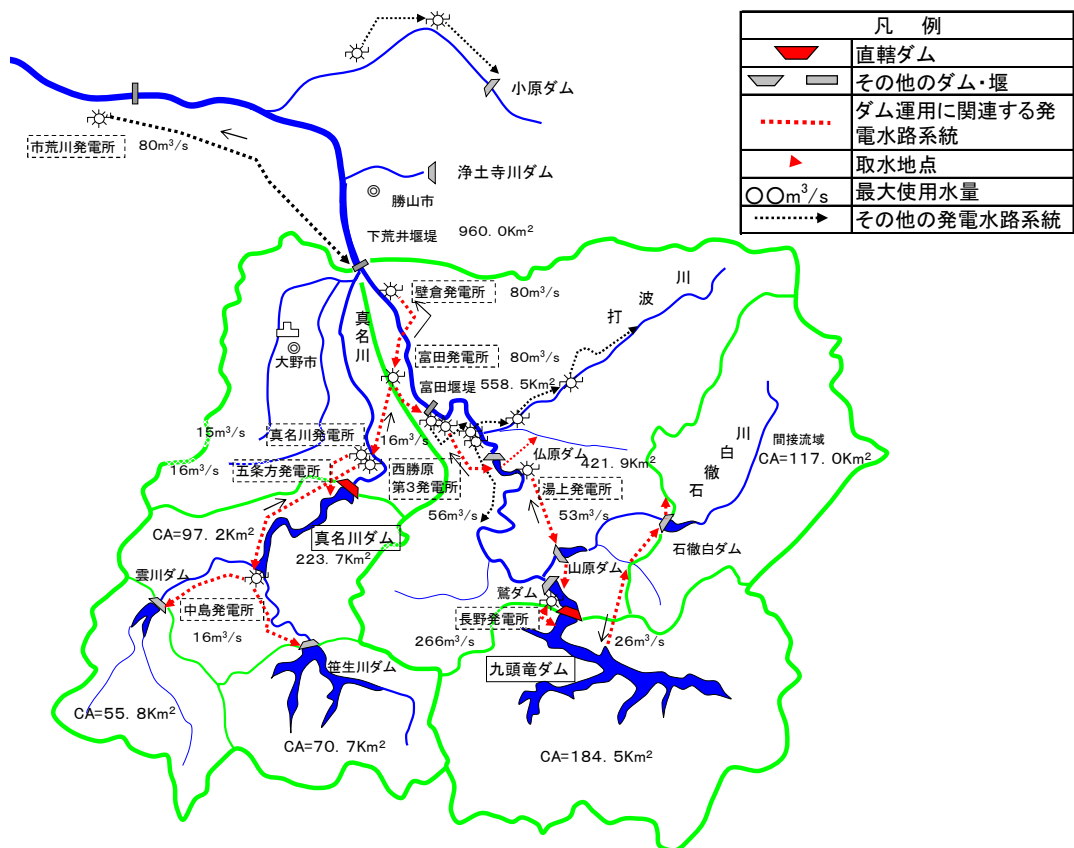 凡 例
直轄ダム
その他のダム・堰
ダム運用に関連する発
電水路系統
取水地点
○○m³/s 最大使用水量
その他の発電水路系統
小原ダム
市荒川発電所 80m³/s
浄土寺川ダム
勝山市
下荒井堰堤 960.0Km²
壁倉発電所 80m³/s
打波川
真名川
大野市
富田発電所 80m³/s
富田堰堤 558.5Km²
15m³/s
真名川発電所
16m³/s
16m³/s
五条方発電所
西勝原
第3発電所
仏原ダム
421.9Km²
石徹白川
間接流域
CA=117.0Km²
湯上発電所
56m³/s
53m³/s
CA=97.2Km²
真名川ダム
223.7Km²
石徹白ダム
山原ダム
雲川ダム
中島発電所
16m³/s
鷲ダム
長野発電所
266m³/s
26m³/s
笹生川ダム
九頭竜ダム
CA=55.8Km²
CA=70.7Km²
CA=184.5Km²